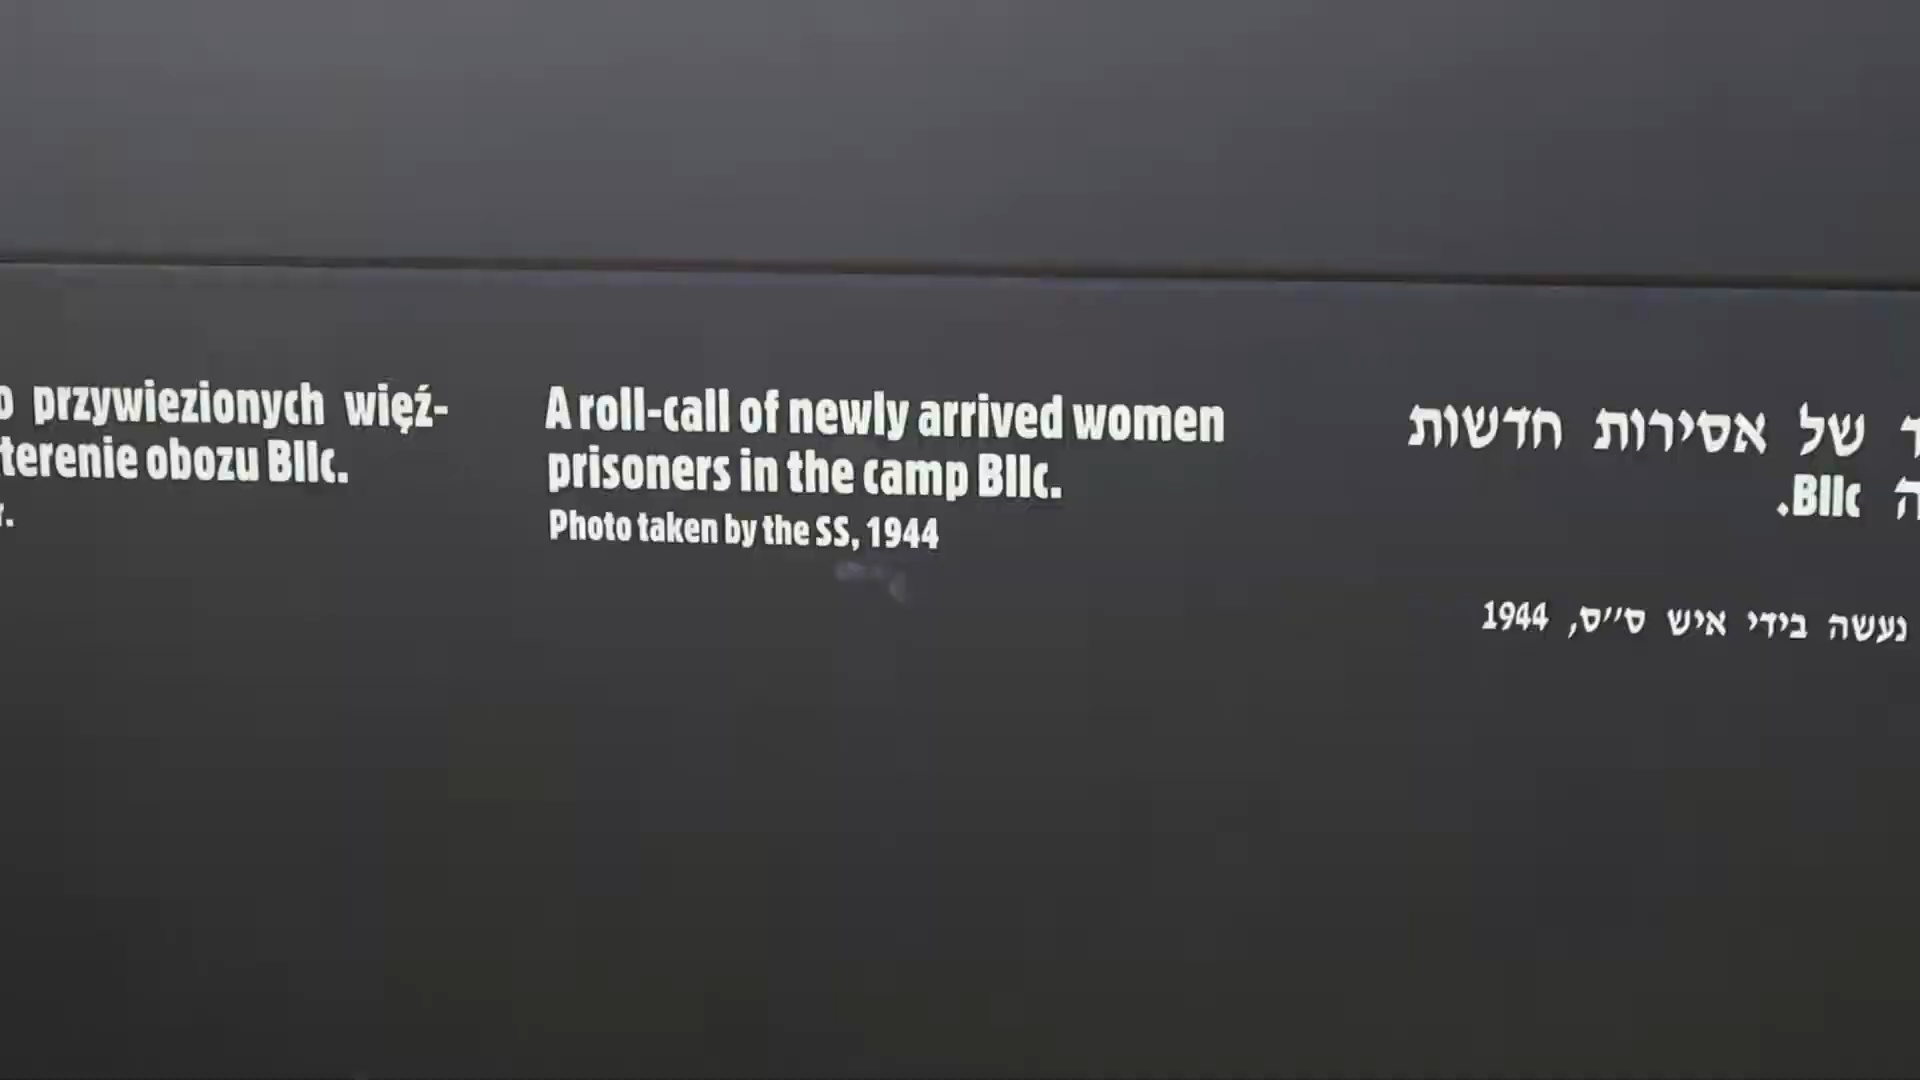 przywiezionych więź-
terenie obozu BIIc.
A roll-call of newly arrived women
prisoners in the camp BIIc.
Photo taken by the SS, 1944
של אסירות חדשות
BIIc.
נעשה בידי איש ס״ס, 1944